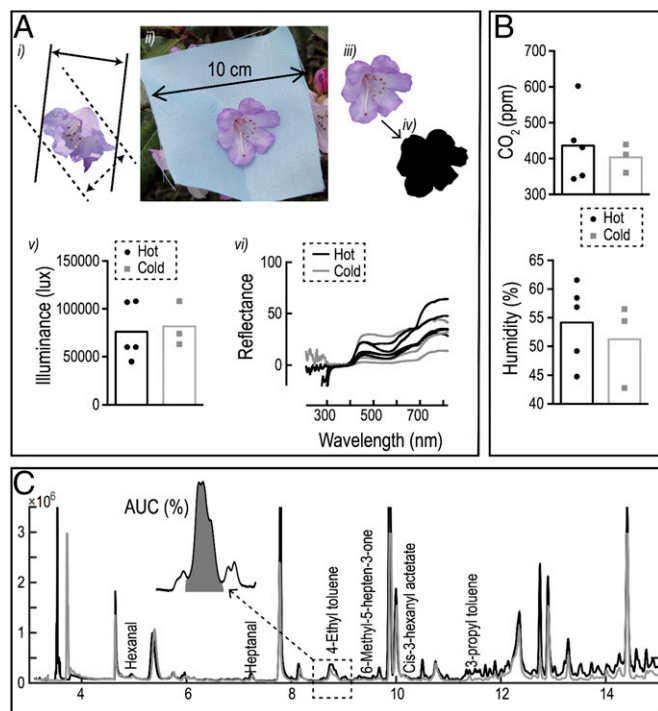 A
i)
ii)
10 cm
iii)
iv)
v)
Hot
Cold
Illuminance (lux)
150000
100000
50000
0
vi)
Hot
Cold
Reflectance
100
50
0
300
500
700
Wavelength (nm)
B
CO2 (ppm)
700
600
500
400
300
Hot
Cold
Humidity (%)
65
60
55
50
45
40
C
×10⁶
3
2
1
0
AUC (%)
Hexanal
Heptanal
4-Ethyl toluene
6-Methyl-5-hepten-3-one
Cis-3-hexanyl actetate
3-propyl toluene
4
6
8
10
12
14